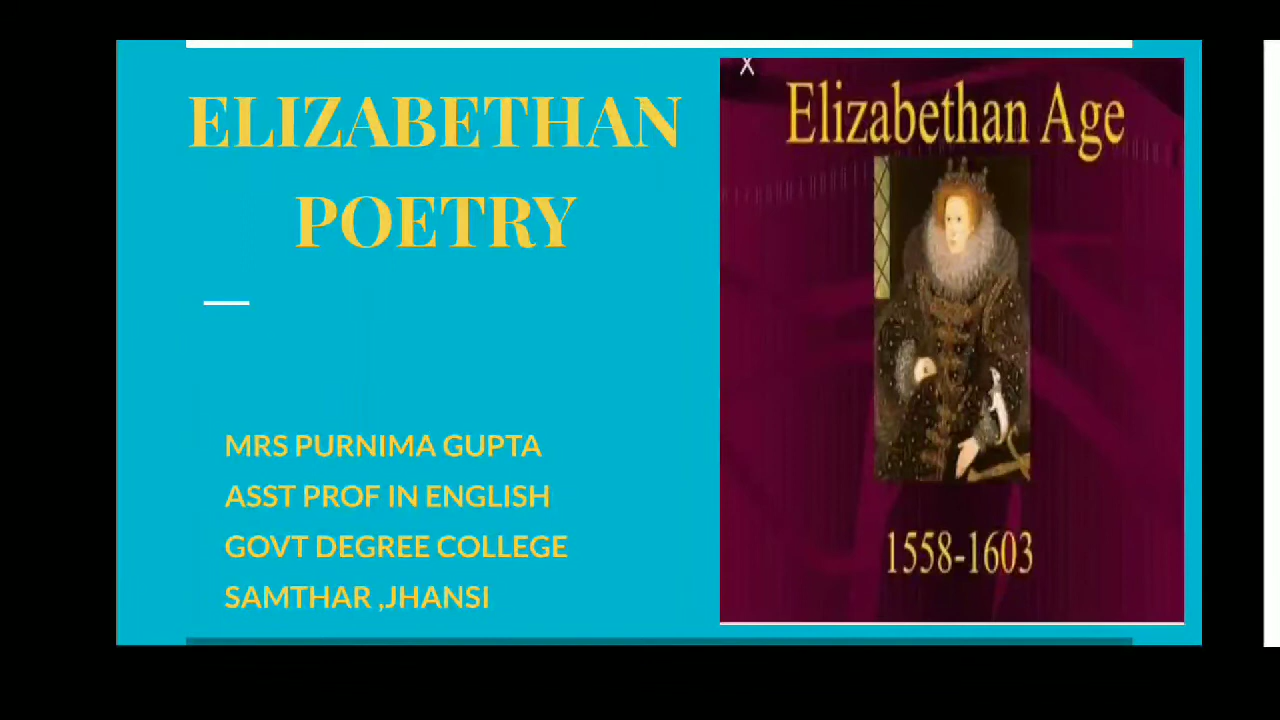 ELIZABETHAN
POETRY
MRS PURNIMA GUPTA
ASST PROF IN ENGLISH
GOVT DEGREE COLLEGE
SAMTHAR ,JHANSI
X
Elizabethan Age
1558-1603